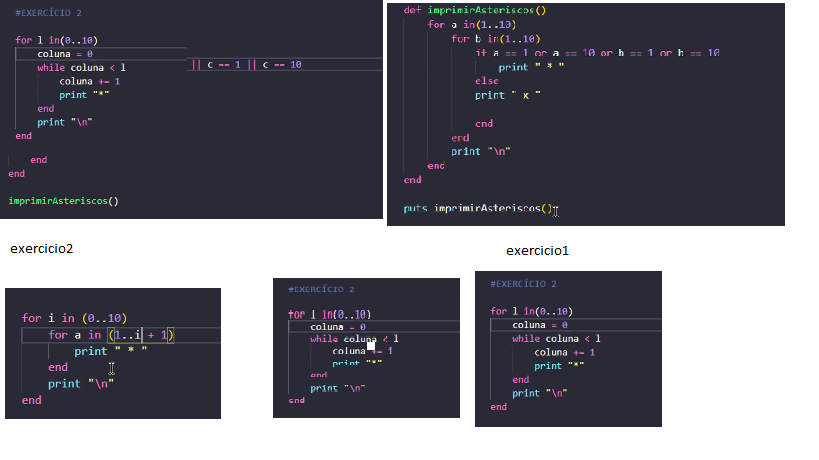 #EXERCÍCIO 2
for l in(0..10)
coluna = 0
while coluna < l
coluna += 1
print "*"
end
print "\n"
end
end
end
imprimirAsteriscos()
|| c == 1 || c == 10
def imprimirAsteriscos()
for a in(1..10)
for b in(1..10)
if a == 1 or a == 10 or b == 1 or b == 10
print " * "
else
print " x "
end
end
print "\n"
end
end
puts imprimirAsteriscos()
exercicio2
exercicio1
for i in (0..10)
for a in (1..i + 1)
print " * "
end
print "\n"
end
#EXERCÍCIO 2
for l in(0..10)
coluna = 0
while coluna < l
coluna += 1
print "*"
end
print "\n"
end
#EXERCÍCIO 2
for l in(0..10)
coluna = 0
while coluna < l
coluna += 1
print "*"
end
print "\n"
end